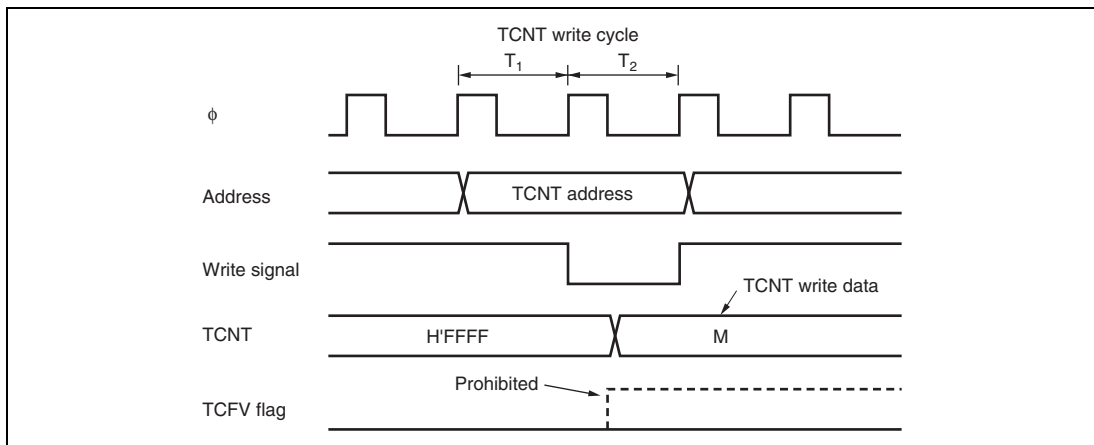 TCNT write cycle
T1 T2
ϕ
Address
TCNT address
Write signal
TCNT write data
TCNT
H'FFFF
M
Prohibited
TCFV flag